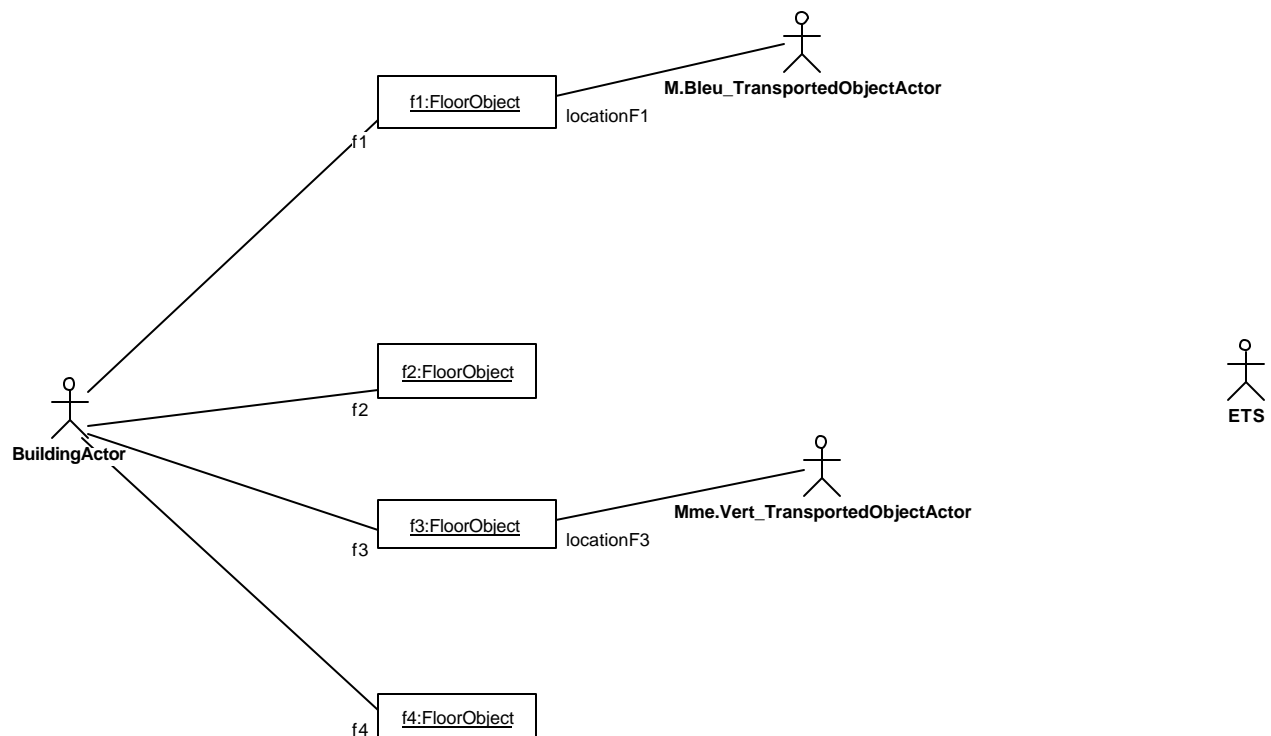 M.Bleu_TransportedObjectActor
f1:FloorObject
locationF1
f1
f2:FloorObject
f2
ETS
BuildingActor
Mme.Vert_TransportedObjectActor
f3:FloorObject
locationF3
f3
f4:FloorObject
f4